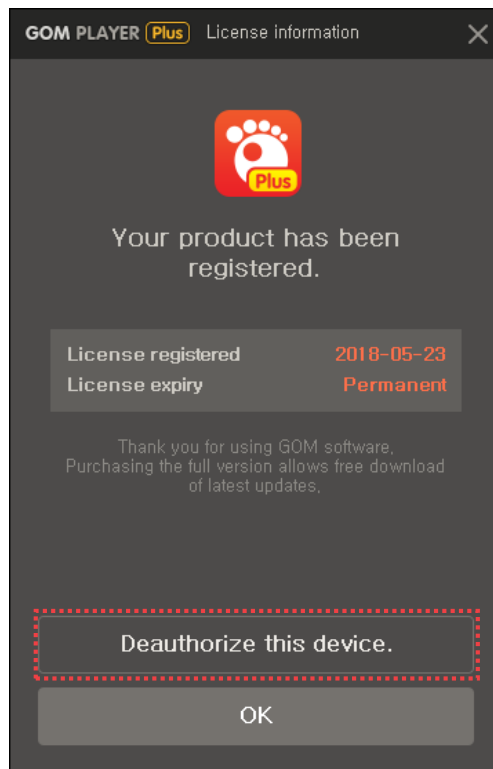 GOM PLAYER Plus License information
Plus
Your product has been
registered.
License registered 2018-05-23
License expiry Permanent
Thank you for using GOM software,
Purchasing the full version allows free download
of latest updates,
Deauthorize this device.
OK